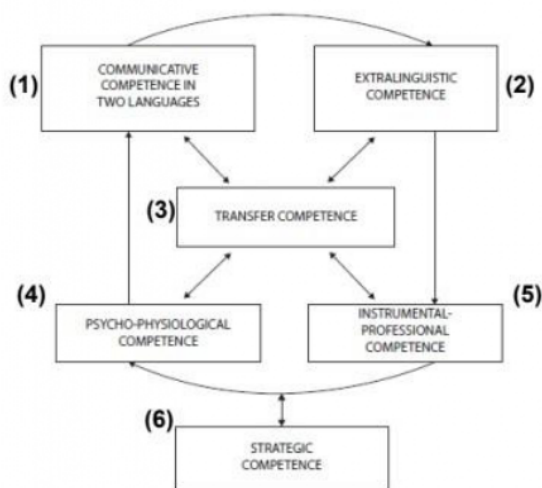 (1)
COMMUNICATIVE
COMPETENCE IN
TWO LANGUAGES
EXTRALINGUISTIC
COMPETENCE
(2)
(3)
TRANSFER COMPETENCE
(4)
PSYCHO-PHYSIOLOGICAL
COMPETENCE
INSTRUMENTAL-
PROFESSIONAL
COMPETENCE
(5)
(6)
STRATEGIC
COMPETENCE